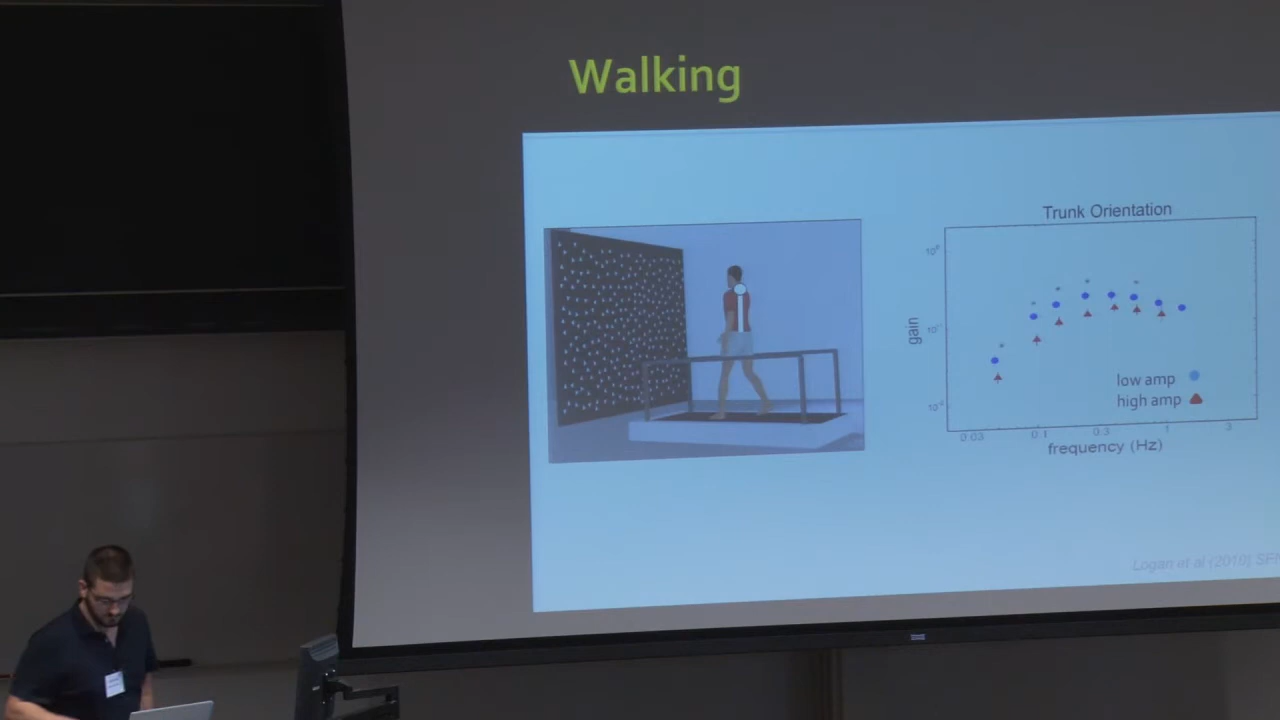 Walking
Trunk Orientation
gain
low amp
high amp
0.03 0.1 0.3 1 3
frequency (Hz)
Logan et al (2010)